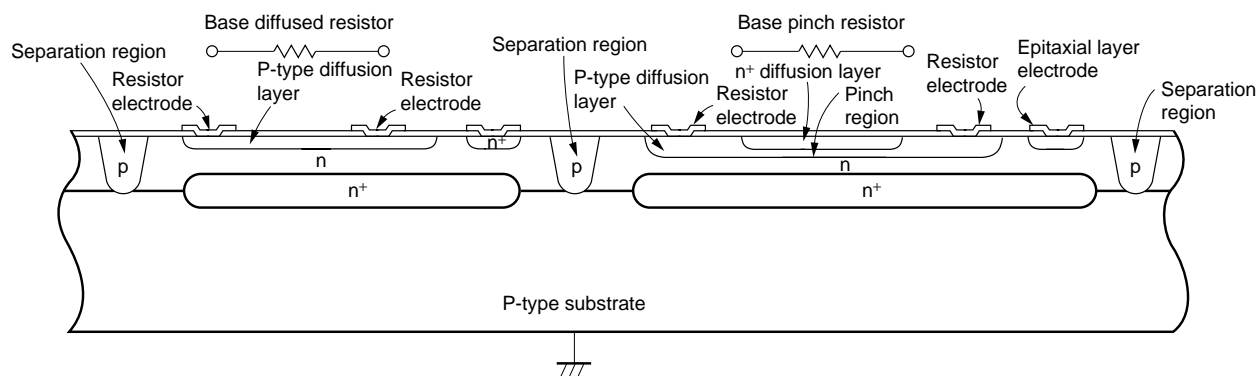 Base diffused resistor
Base pinch resistor
Separation region
Resistor
electrode
P-type diffusion
layer
Resistor
electrode
Separation region
P-type diffusion
layer
n+ diffusion layer
Resistor
electrode
Pinch
region
Resistor
electrode
Epitaxial layer
electrode
Separation
region
p
n
n+
n+
p
n
n+
p
P-type substrate